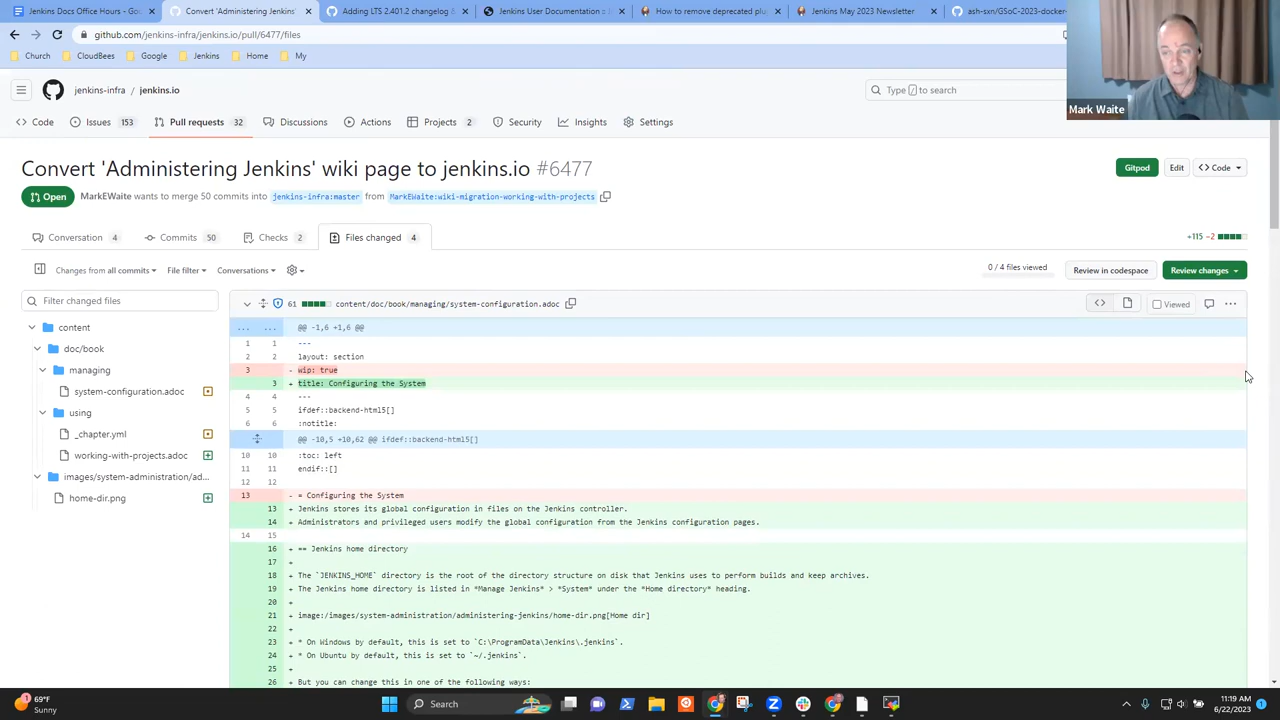 Jenkins Docs Office Hours - Goo
Convert 'Administering Jenkins'
Adding LTS 2.401.2 changelog &
Jenkins User Documentation :: J
How to remove deprecated plug
Jenkins May 2023 Newsletter
ash-sxn/GSoC-2023-docker
github.com/jenkins-infra/jenkins.io/pull/6477/files
Church
CloudBees
Google
Jenkins
Home
My
Mark Waite
jenkins-infra / jenkins.io
Type / to search
Code
Issues 153
Pull requests 32
Discussions
Projects 2
Security
Insights
Settings
Convert 'Administering Jenkins' wiki page to jenkins.io #6477
Gitpod
Edit
Code
Open
MarkEWaite wants to merge 50 commits into jenkins-infra:master from MarkEWaite:wiki-migration-working-with-projects
Conversation 4
Commits 50
Checks 2
Files changed 4
+115 −2
Changes from all commits
File filter
Conversations
0 / 4 files viewed
Review in codespace
Review changes
Filter changed files
content
doc/book
managing
system-configuration.adoc
using
_chapter.yml
working-with-projects.adoc
images/system-administration/ad...
home-dir.png
61 content/doc/book/managing/system-configuration.adoc
Viewed
... ... @@ -1,6 +1,6 @@
1 1 ---
2 2 layout: section
3 - wip: true
3 + title: Configuring the System
4 4 ---
5 5 ifdef::backend-html5[]
6 6 :notitle:
@@ -10,5 +10,62 @@ ifdef::backend-html5[]
10 10 :toc: left
11 11 endif::[]
12 12
13 - = Configuring the System
13 + Jenkins stores its global configuration in files on the Jenkins controller.
14 + Administrators and privileged users modify the global configuration from the Jenkins configuration pages.
14 15
16 + == Jenkins home directory
17 +
18 + The `JENKINS_HOME` directory is the root of the directory structure on disk that Jenkins uses to perform builds and keep archives.
19 + The Jenkins home directory is listed in *Manage Jenkins* > *System* under the *Home directory* heading.
20 +
21 + image:/images/system-administration/administering-jenkins/home-dir.png[Home dir]
22 +
23 + * On Windows by default, this is set to `C:\ProgramData\Jenkins\.jenkins`.
24 + * On Ubuntu by default, this is set to `~/.jenkins`.
25 +
26 + But you can change this in one of the following ways:
69°F
Sunny
Search
11:19 AM
6/22/2023